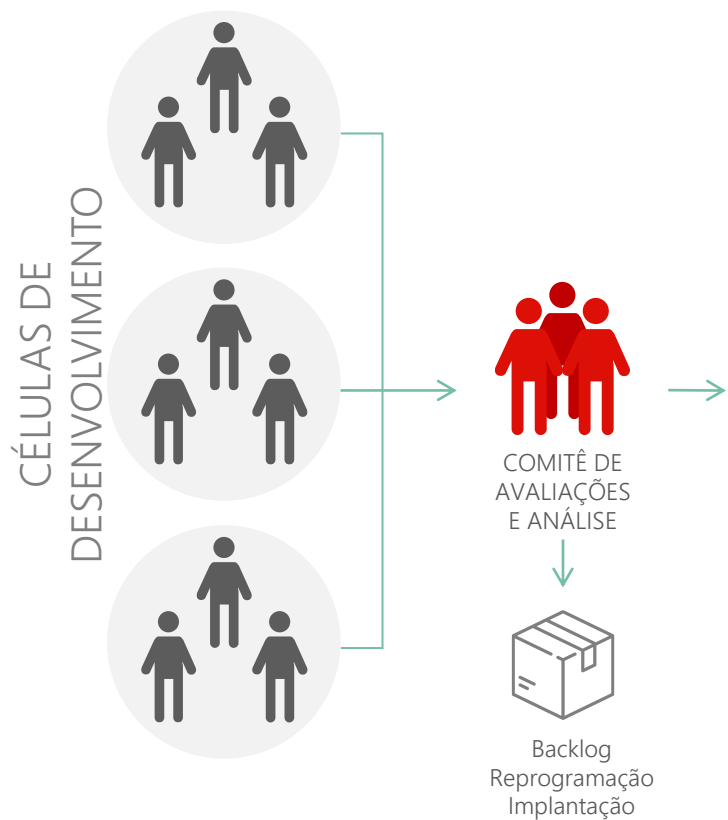 CÉLULAS DE
DESENVOLVIMENTO
COMITÊ DE
AVALIAÇÕES
E ANÁLISE
Backlog
Reprogramação
Implantação